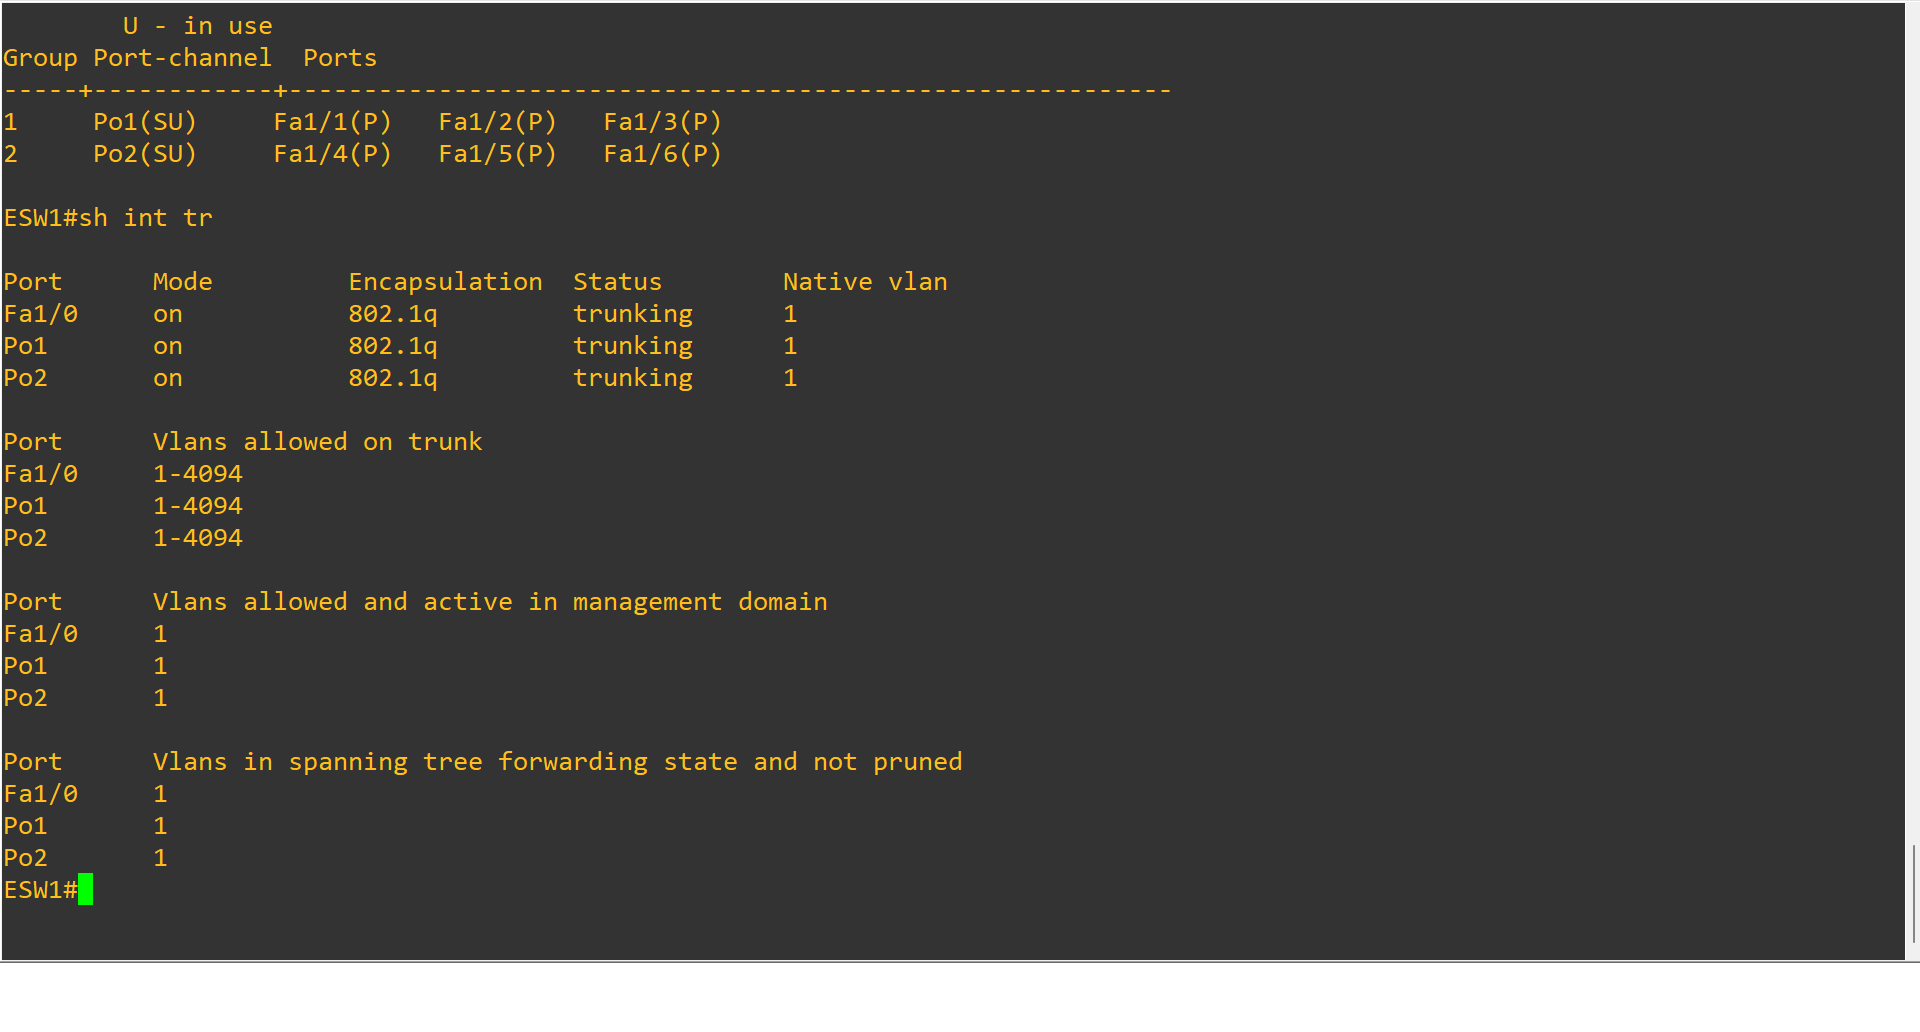 U - in use
Group Port-channel  Ports
-----+------------+-----------------------------------------------------------
1     Po1(SU)     Fa1/1(P)   Fa1/2(P)   Fa1/3(P)
2     Po2(SU)     Fa1/4(P)   Fa1/5(P)   Fa1/6(P)
ESW1#sh int tr
Port      Mode         Encapsulation  Status        Native vlan
Fa1/0     on           802.1q         trunking      1
Po1       on           802.1q         trunking      1
Po2       on           802.1q         trunking      1
Port      Vlans allowed on trunk
Fa1/0     1-4094
Po1       1-4094
Po2       1-4094
Port      Vlans allowed and active in management domain
Fa1/0     1
Po1       1
Po2       1
Port      Vlans in spanning tree forwarding state and not pruned
Fa1/0     1
Po1       1
Po2       1
ESW1#